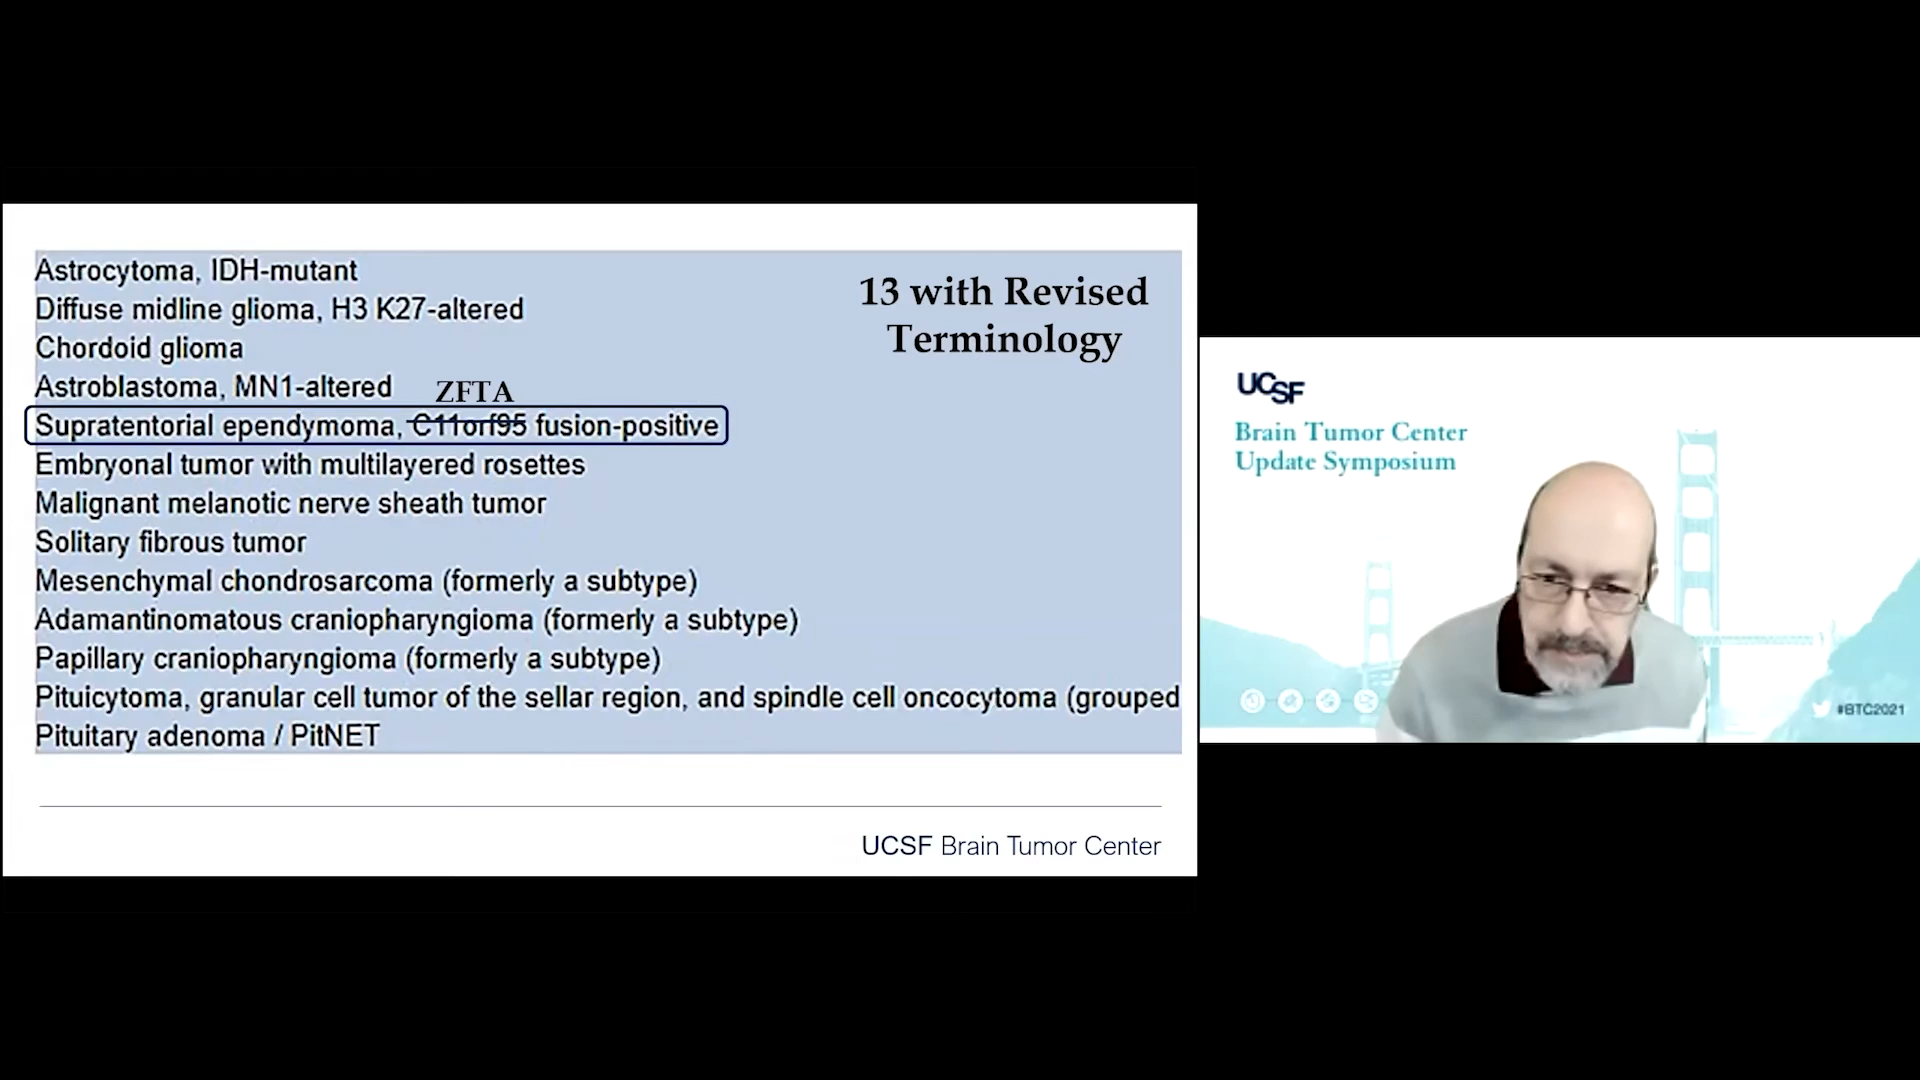 13 with Revised
Terminology
Astrocytoma, IDH-mutant
Diffuse midline glioma, H3 K27-altered
Chordoid glioma
Astroblastoma, MN1-altered
ZFTA
Supratentorial ependymoma, C11orf95 fusion-positive
Embryonal tumor with multilayered rosettes
Malignant melanotic nerve sheath tumor
Solitary fibrous tumor
Mesenchymal chondrosarcoma (formerly a subtype)
Adamantinomatous craniopharyngioma (formerly a subtype)
Papillary craniopharyngioma (formerly a subtype)
Pituicytoma, granular cell tumor of the sellar region, and spindle cell oncocytoma (grouped
Pituitary adenoma / PitNET
UCSF Brain Tumor Center
UCSF
Brain Tumor Center
Update Symposium
#BTC2021